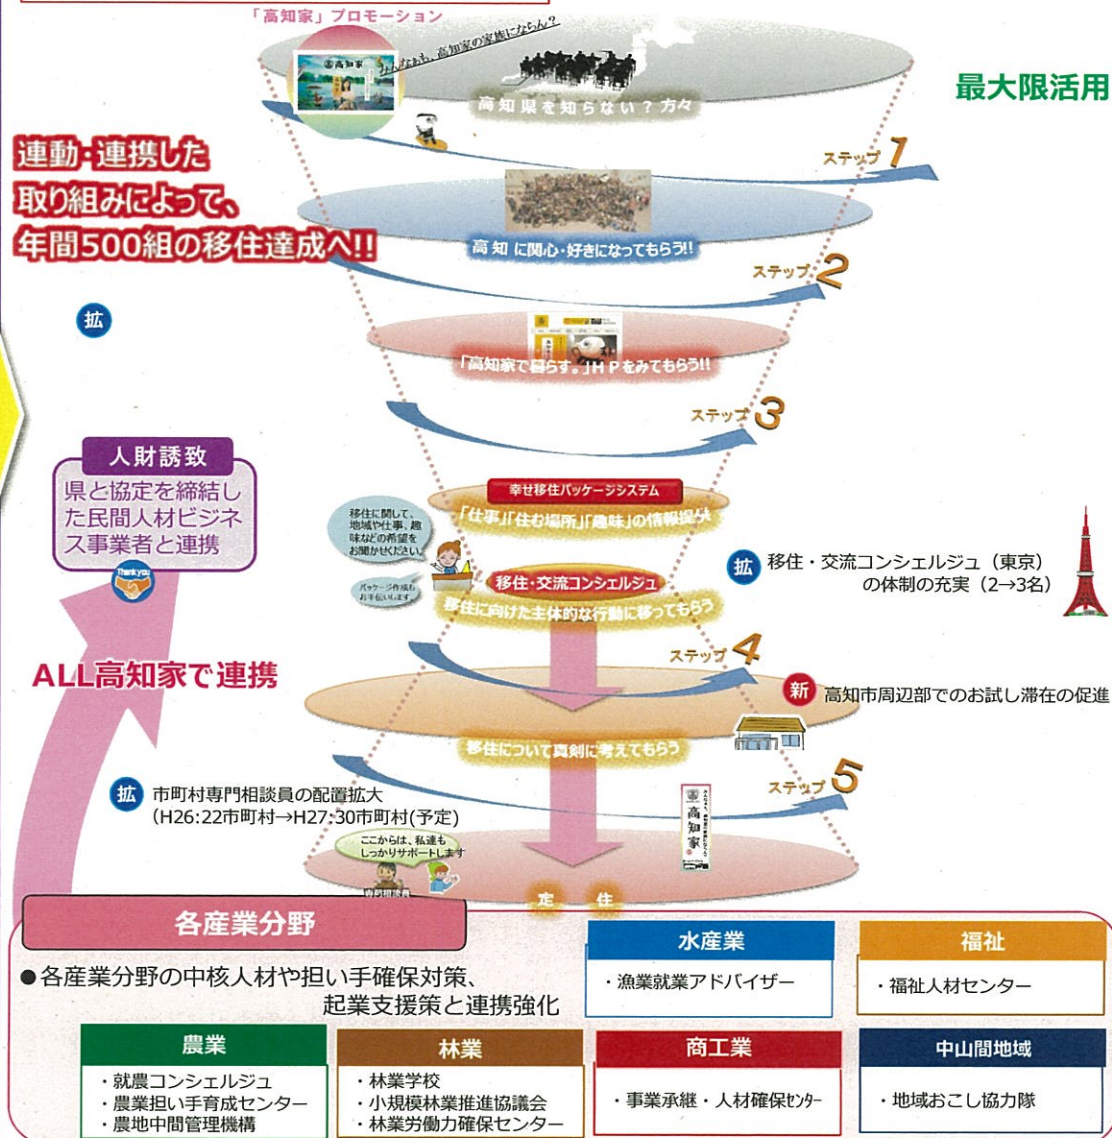 「高知家」プロモーション
みんなぁも、高知家の家族にならん？
高知家
高知県を知らない？方々
最大限活用
連動・連携した
取り組みによって、
年間500組の移住達成へ!!
ステップ 1
高知に関心・好きになってもらう!!
ステップ 2
拡
「高知家で暮らす。」HPをみてもらう!!
ステップ 3
人財誘致
県と協定を締結し
た民間人材ビジネ
ス事業者と連携
Thank you
幸せ移住パッケージシステム
「仕事」「住む場所」「趣味」の情報提供
移住に関して、
地域や仕事、趣
味などの希望を
お聞かせください。
パッケージ作成も
お手伝いします。
移住・交流コンシェルジュ
移住に向けた主体的な行動に移ってもらう
拡 移住・交流コンシェルジュ（東京）
の体制の充実（2→3名）
ALL高知家で連携
ステップ 4
新 高知市周辺部でのお試し滞在の促進
移住について真剣に考えてもらう
ステップ 5
拡 市町村専門相談員の配置拡大
（H26:22市町村→H27:30市町村(予定)
ここからは、私達も
しっかりサポートします
専門相談員
高知家
定 住
各産業分野
●各産業分野の中核人材や担い手確保対策、
起業支援策と連携強化
水産業
・漁業就業アドバイザー
福祉
・福祉人材センター
農業
・就農コンシェルジュ
・農業担い手育成センター
・農地中間管理機構
林業
・林業学校
・小規模林業推進協議会
・林業労働力確保センター
商工業
・事業承継・人材確保センター
中山間地域
・地域おこし協力隊